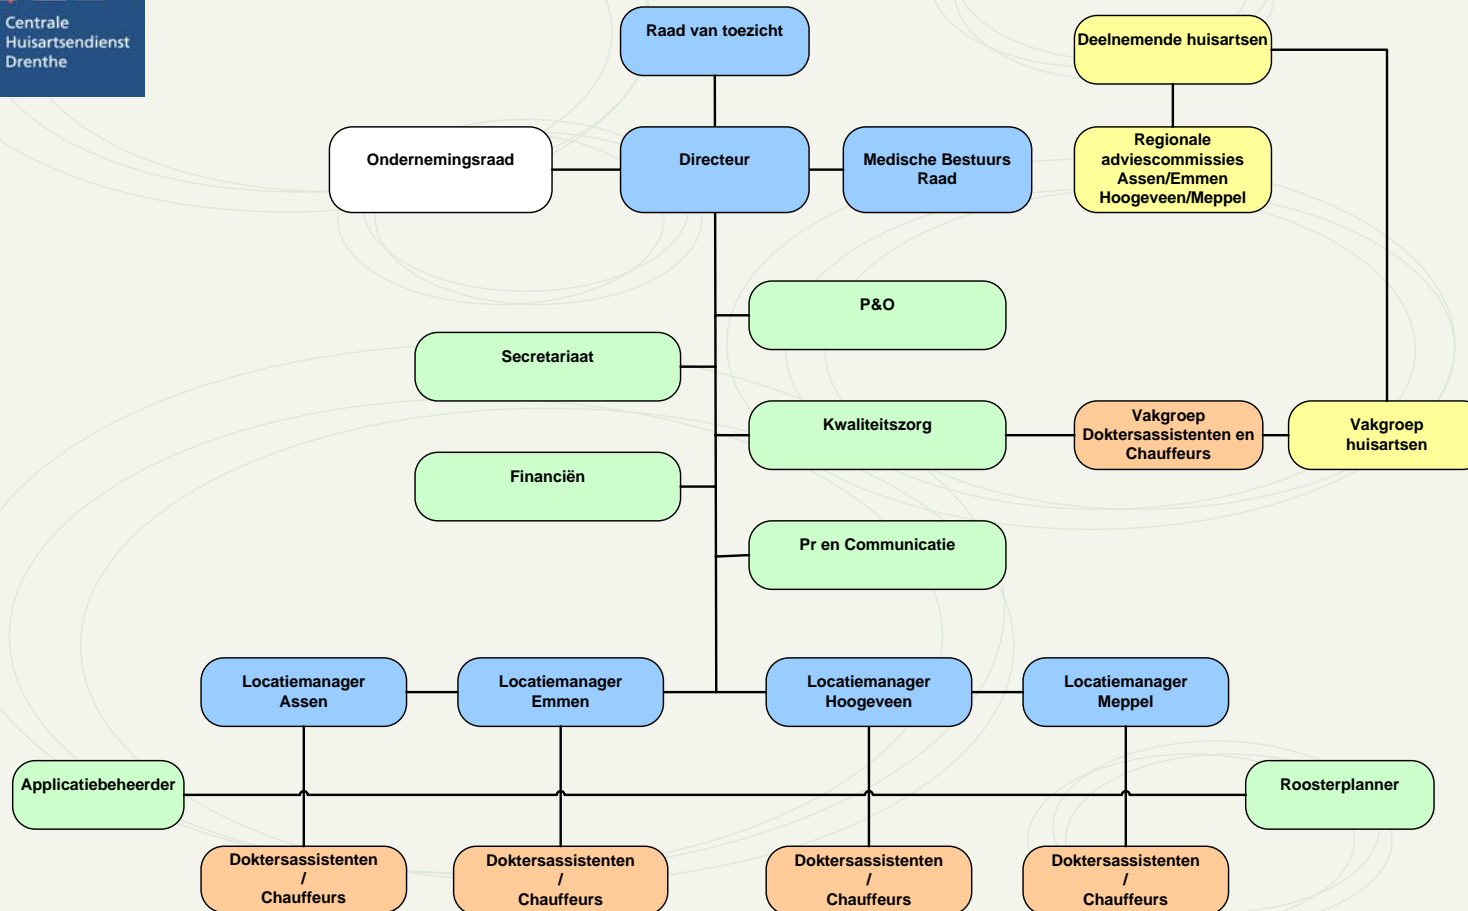 Centrale
Huisartsendienst
Drenthe
Raad van toezicht
Deelnemende huisartsen
Ondernemingsraad
Directeur
Medische Bestuurs
Raad
Regionale
adviescommissies
Assen/Emmen
Hoogeveen/Meppel
P&O
Secretariaat
Kwaliteitszorg
Vakgroep
Doktersassistenten en
Chauffeurs
Vakgroep
huisartsen
Financiën
Pr en Communicatie
Locatiemanager
Assen
Locatiemanager
Emmen
Locatiemanager
Hoogeveen
Locatiemanager
Meppel
Applicatiebeheerder
Roosterplanner
Doktersassistenten
/
Chauffeurs
Doktersassistenten
/
Chauffeurs
Doktersassistenten
/
Chauffeurs
Doktersassistenten
/
Chauffeurs